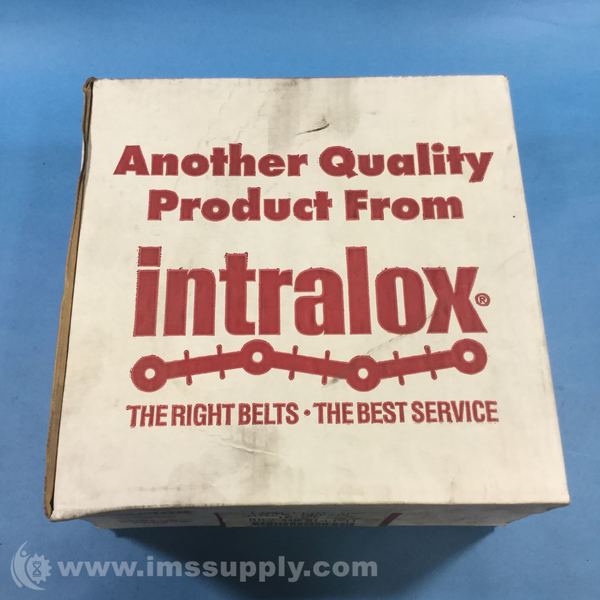 Another Quality
Product From
intralox®
THE RIGHT BELTS • THE BEST SERVICE
www.imssupply.com